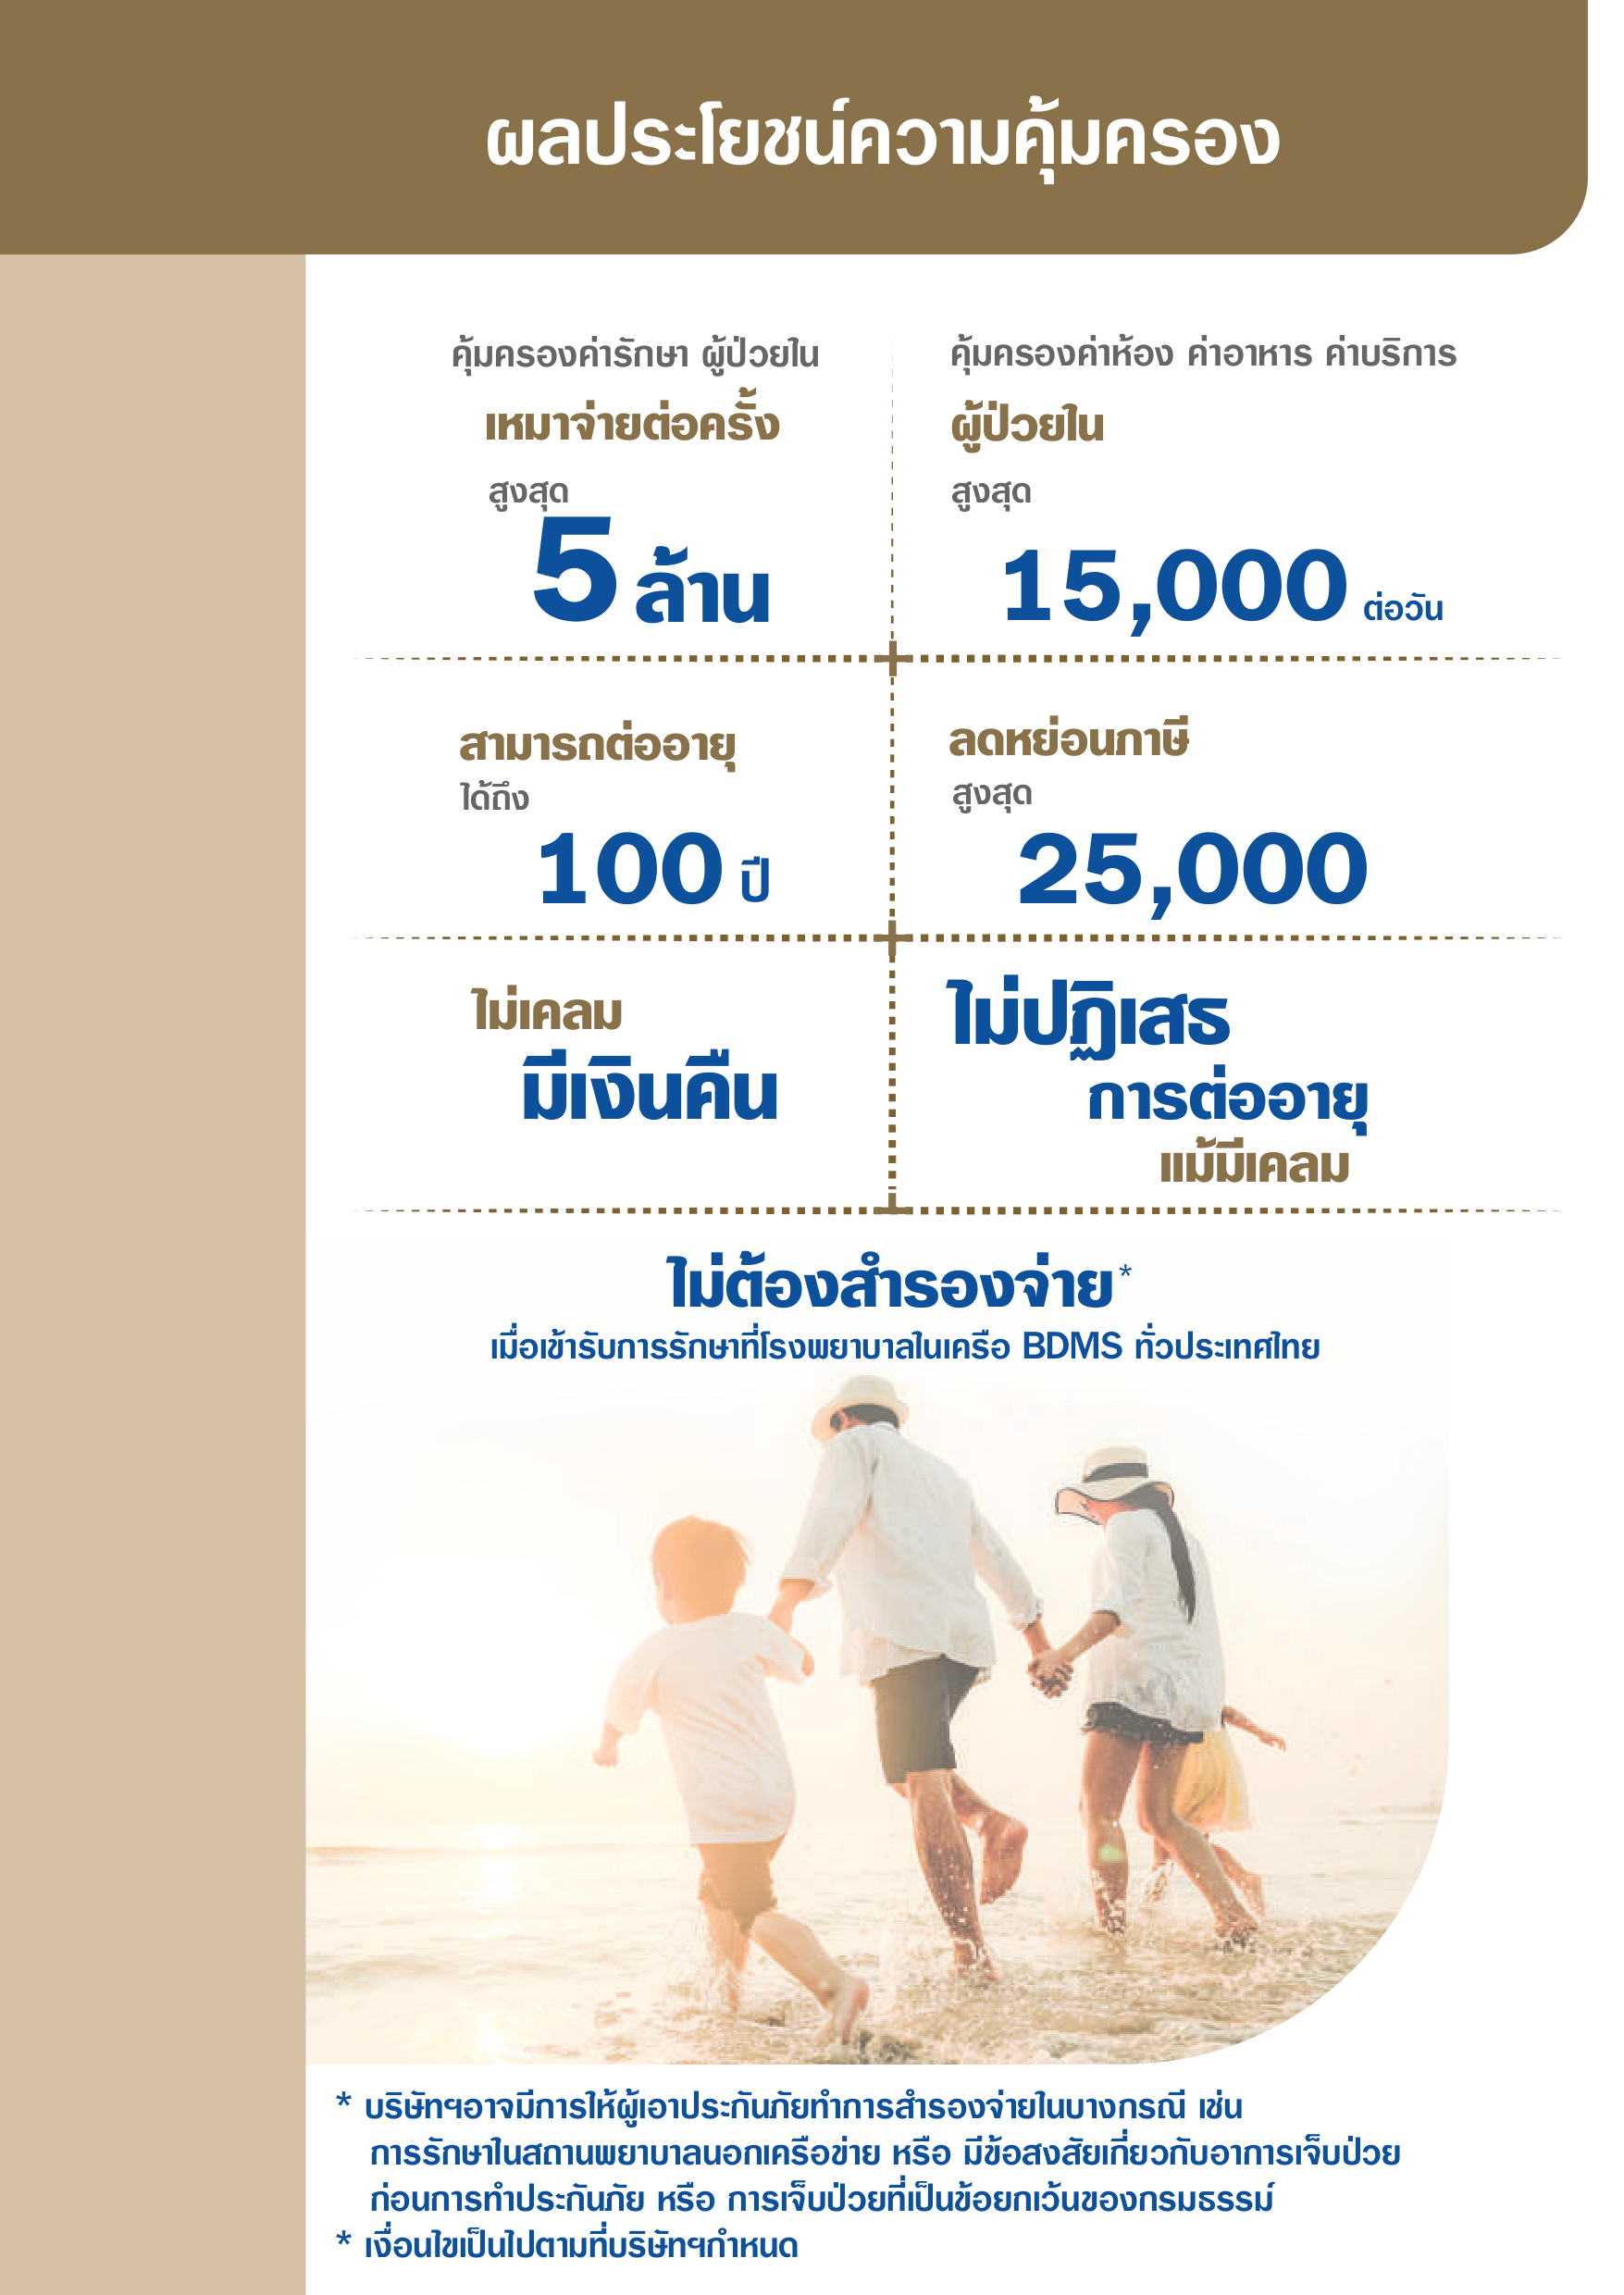 ผลประโยชน์ความคุ้มครอง
คุ้มครองค่ารักษา ผู้ป่วยใน
เหมาจ่ายต่อครั้ง
สูงสุด
5 ล้าน
คุ้มครองค่าห้อง ค่าอาหาร ค่าบริการ
ผู้ป่วยใน
สูงสุด
15,000 ต่อวัน
สามารถต่ออายุ
ได้ถึง
100 ปี
ลดหย่อนภาษี
สูงสุด
25,000
ไม่เคลม
มีเงินคืน
ไม่ปฏิเสธ
การต่ออายุ
แม้มีเคลม
ไม่ต้องสำรองจ่าย*
เมื่อเข้ารับการรักษาที่โรงพยาบาลในเครือ BDMS ทั่วประเทศไทย
* บริษัทฯอาจมีการให้ผู้เอาประกันภัยทำการสำรองจ่ายในบางกรณี เช่น
การรักษาในสถานพยาบาลนอกเครือข่าย หรือ มีข้อสงสัยเกี่ยวกับอาการเจ็บป่วย
ก่อนการทำประกันภัย หรือ การเจ็บป่วยที่เป็นข้อยกเว้นของกรมธรรม์
* เงื่อนไขเป็นไปตามที่บริษัทฯกำหนด